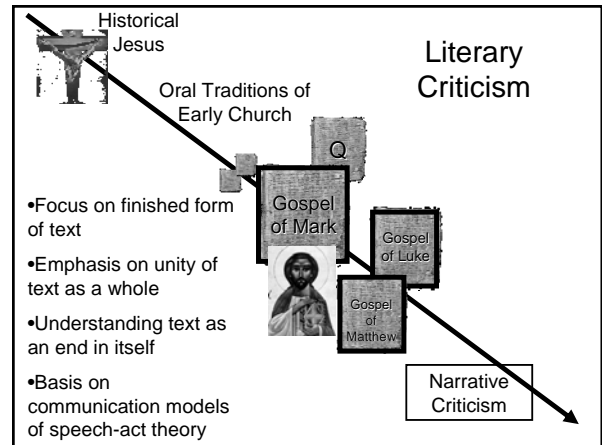 Historical
Jesus
Literary
Criticism
Oral Traditions of
Early Church
Q
Gospel
of Mark
Gospel
of Luke
Gospel
of
Matthew
•Focus on finished form
of text
•Emphasis on unity of
text as a whole
•Understanding text as
an end in itself
•Basis on
communication models
of speech-act theory
Narrative
Criticism